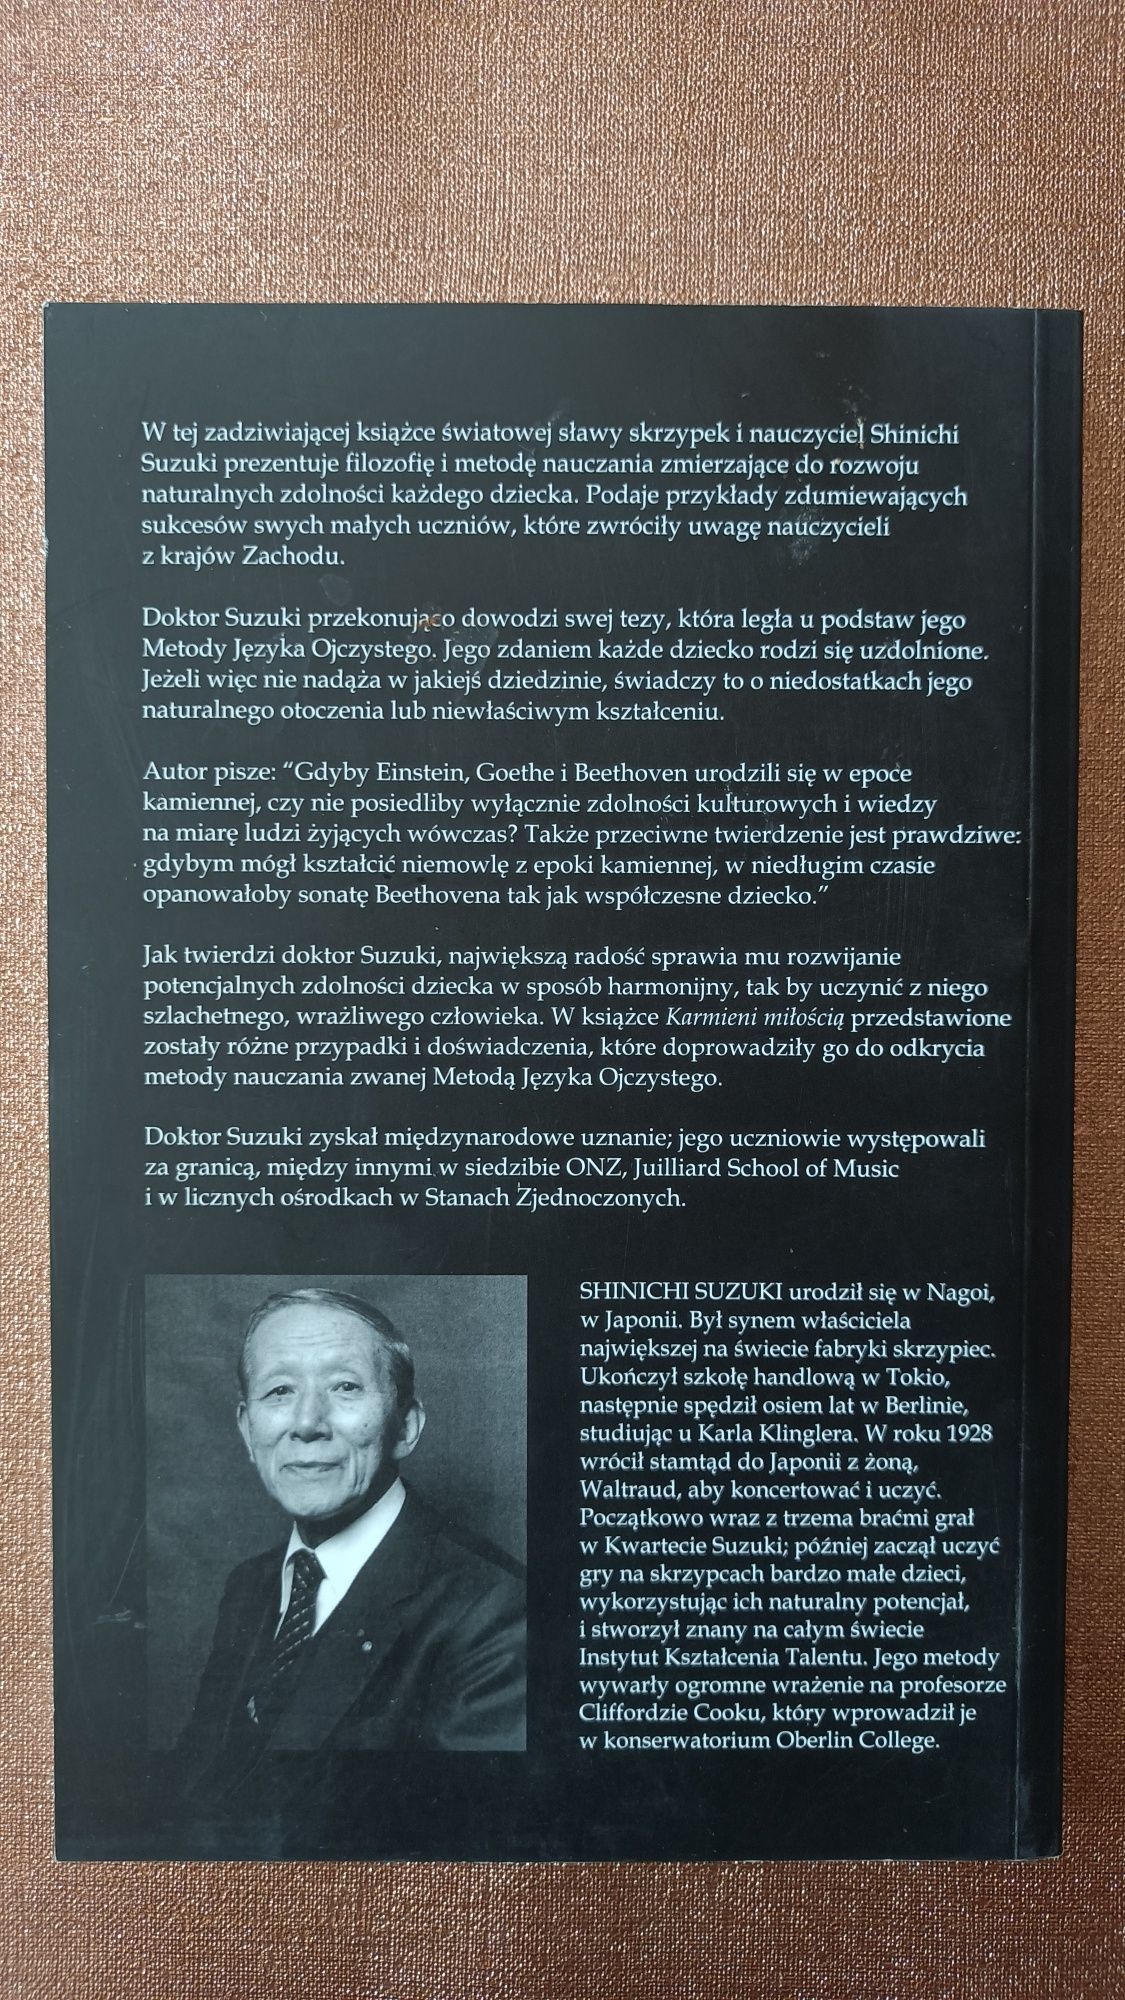 W tej zadziwiającej książce światowej sławy skrzypek i nauczyciel Shinichi
Suzuki prezentuje filozofię i metodę nauczania zmierzające do rozwoju
naturalnych zdolności każdego dziecka. Podaje przykłady zdumiewających
sukcesów swych małych uczniów, które zwróciły uwagę nauczycieli
z krajów Zachodu.
Doktor Suzuki przekonująco dowodzi swej tezy, która legła u podstaw jego
Metody Języka Ojczystego. Jego zdaniem każde dziecko rodzi się uzdolnione.
Jeżeli więc nie nadąża w jakiejś dziedzinie, świadczy to o niedostatkach jego
naturalnego otoczenia lub niewłaściwym kształceniu.
Autor pisze: “Gdyby Einstein, Goethe i Beethoven urodzili się w epoce
kamiennej, czy nie posiedliby wyłącznie zdolności kulturowych i wiedzy
na miarę ludzi żyjących wówczas? Także przeciwne twierdzenie jest prawdziwe:
gdybym mógł kształcić niemowlę z epoki kamiennej, w niedługim czasie
opanowałoby sonatę Beethovena tak jak współczesne dziecko.”
Jak twierdzi doktor Suzuki, największą radość sprawia mu rozwijanie
potencjalnych zdolności dziecka w sposób harmonijny, tak by uczynić z niego
szlachetnego, wrażliwego człowieka. W książce Karmieni miłością przedstawione
zostały różne przypadki i doświadczenia, które doprowadziły go do odkrycia
metody nauczania zwanej Metodą Języka Ojczystego.
Doktor Suzuki zyskał międzynarodowe uznanie; jego uczniowie występowali
za granicą, między innymi w siedzibie ONZ, Juilliard School of Music
i w licznych ośrodkach w Stanach Zjednoczonych.
SHINICHI SUZUKI urodził się w Nagoi,
w Japonii. Był synem właściciela
największej na świecie fabryki skrzypiec.
Ukończył szkołę handlową w Tokio,
następnie spędził osiem lat w Berlinie,
studiując u Karla Klinglera. W roku 1928
wrócił stamtąd do Japonii z żoną,
Waltraud, aby koncertować i uczyć.
Początkowo wraz z trzema braćmi grał
w Kwartecie Suzuki; później zaczął uczyć
gry na skrzypcach bardzo małe dzieci,
wykorzystując ich naturalny potencjał,
i stworzył znany na całym świecie
Instytut Kształcenia Talentu. Jego metody
wywarły ogromne wrażenie na profesorze
Cliffordzie Cooku, który wprowadził je
w konserwatorium Oberlin College.